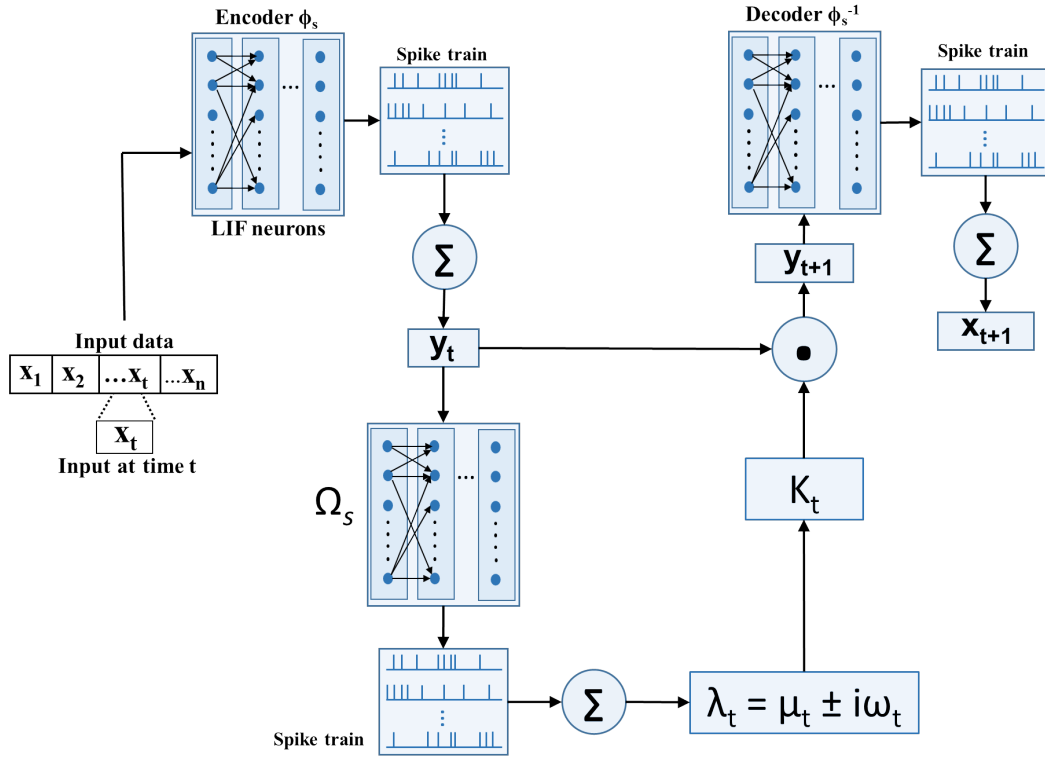 Encoder ϕₛ
...
LIF neurons
Spike train
Σ
yₜ
Input data
x₁ x₂ ...xₜ ...xₙ
xₜ
Input at time t
Ωₛ
...
Spike train
Σ
λₜ = μₜ ± iωₜ
Kₜ
yₜ₊₁
Decoder ϕₛ⁻¹
...
Spike train
Σ
xₜ₊₁